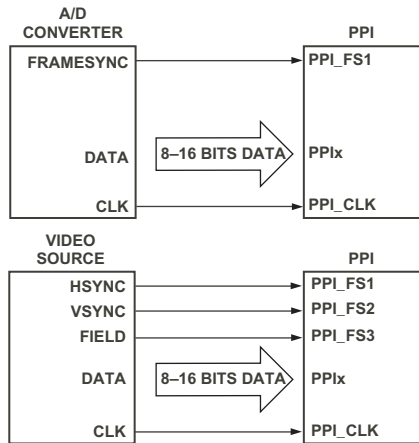 A/D
CONVERTER
PPI
FRAMESYNC
PPI_FS1
DATA
8–16 BITS DATA
PPIx
CLK
PPI_CLK
VIDEO
SOURCE
PPI
HSYNC
PPI_FS1
VSYNC
PPI_FS2
FIELD
PPI_FS3
DATA
8–16 BITS DATA
PPIx
CLK
PPI_CLK